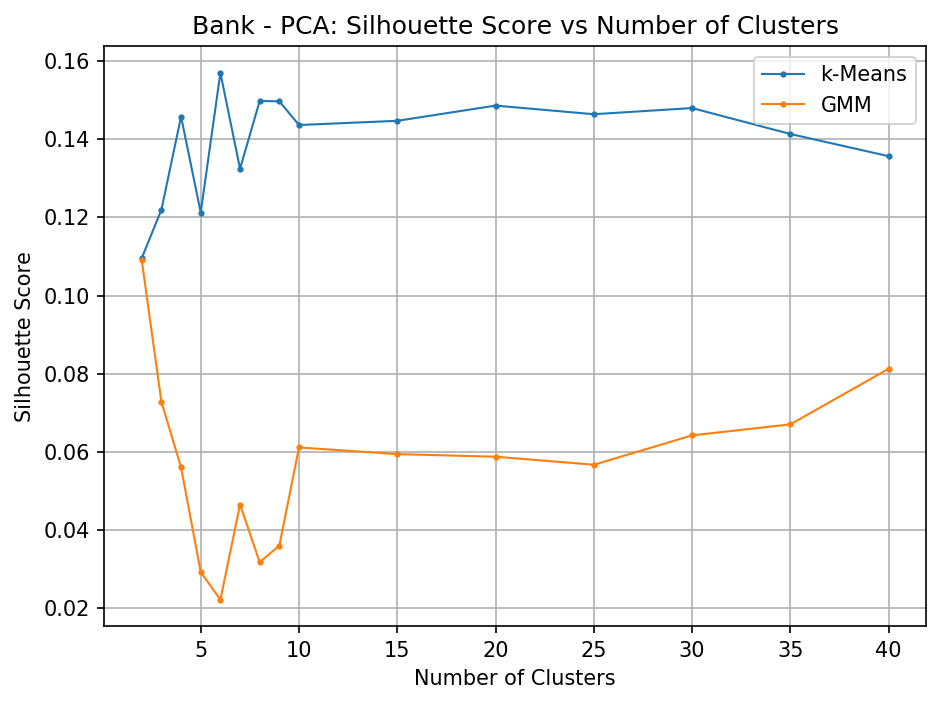 Bank - PCA: Silhouette Score vs Number of Clusters
k-Means
GMM
Silhouette Score
0.16
0.14
0.12
0.10
0.08
0.06
0.04
0.02
5 10 15 20 25 30 35 40
Number of Clusters